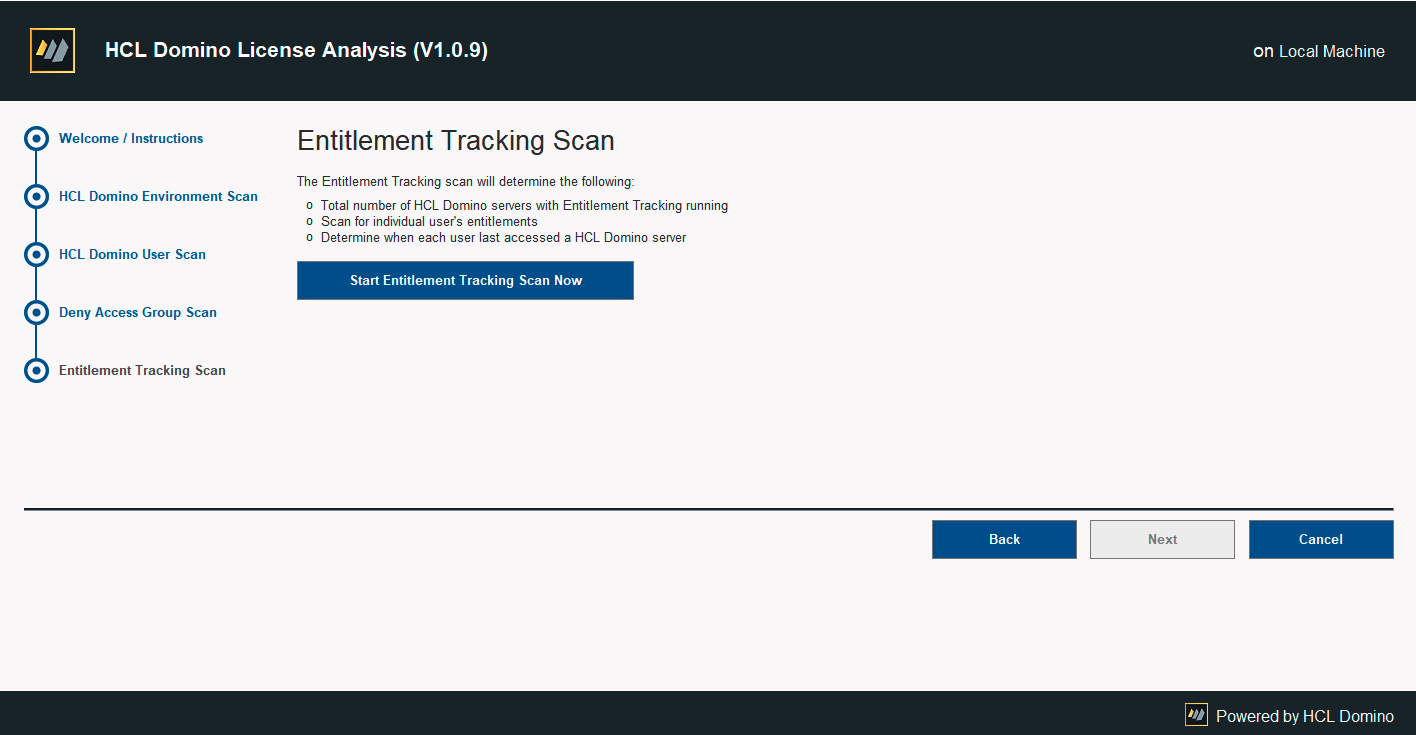 HCL Domino License Analysis (V1.0.9)
on Local Machine
Welcome / Instructions
HCL Domino Environment Scan
HCL Domino User Scan
Deny Access Group Scan
Entitlement Tracking Scan
Entitlement Tracking Scan
The Entitlement Tracking scan will determine the following:
o Total number of HCL Domino servers with Entitlement Tracking running
o Scan for individual user's entitlements
o Determine when each user last accessed a HCL Domino server
Start Entitlement Tracking Scan Now
Back
Next
Cancel
Powered by HCL Domino